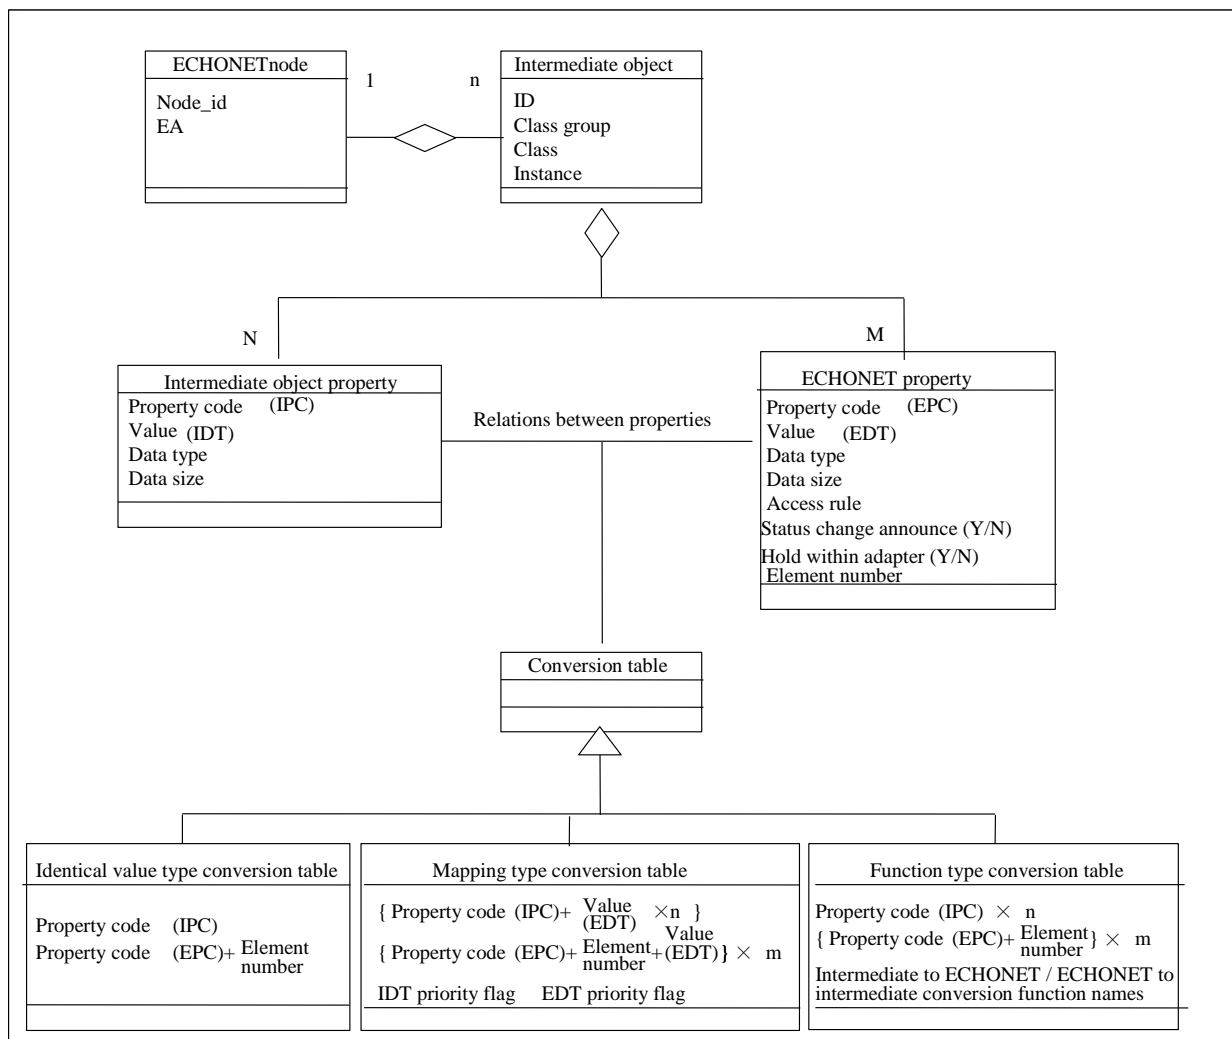 ECHONETnode
Node_id
EA
1
n
Intermediate object
ID
Class group
Class
Instance
N
M
Intermediate object property
Property code (IPC)
Value (IDT)
Data type
Data size
Relations between properties
ECHONET property
Property code (EPC)
Value (EDT)
Data type
Data size
Access rule
Status change announce (Y/N)
Hold within adapter (Y/N)
Element number
Conversion table
Identical value type conversion table
Property code (IPC)
Property code (EPC)+ Element
number
Mapping type conversion table
{ Property code (IPC)+ Value
(EDT) ×n }
{ Property code (EPC)+ Element
number +(EDT)} × m
Value
IDT priority flag EDT priority flag
Function type conversion table
Property code (IPC) × n
{ Property code (EPC)+ Element
number } × m
Intermediate to ECHONET / ECHONET to
intermediate conversion function names